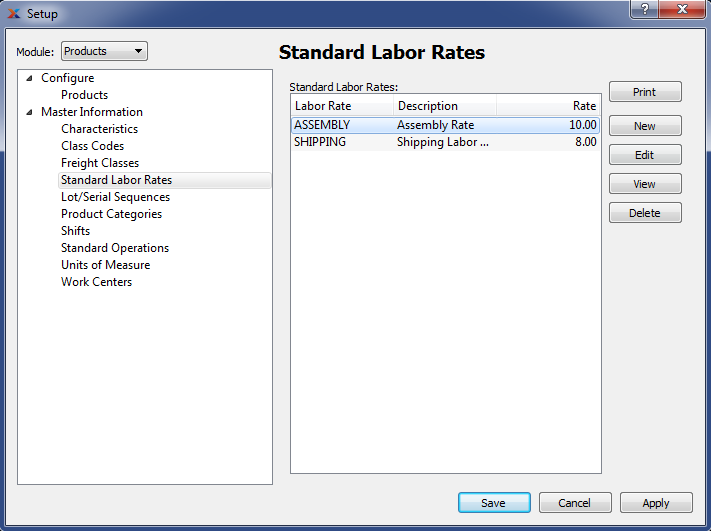 Setup
?
X
Module: Products
Standard Labor Rates
Configure
Products
Master Information
Characteristics
Class Codes
Freight Classes
Standard Labor Rates
Lot/Serial Sequences
Product Categories
Shifts
Standard Operations
Units of Measure
Work Centers
Standard Labor Rates:
Labor Rate Description Rate
ASSEMBLY Assembly Rate 10.00
SHIPPING Shipping Labor ... 8.00
Print
New
Edit
View
Delete
Save Cancel Apply